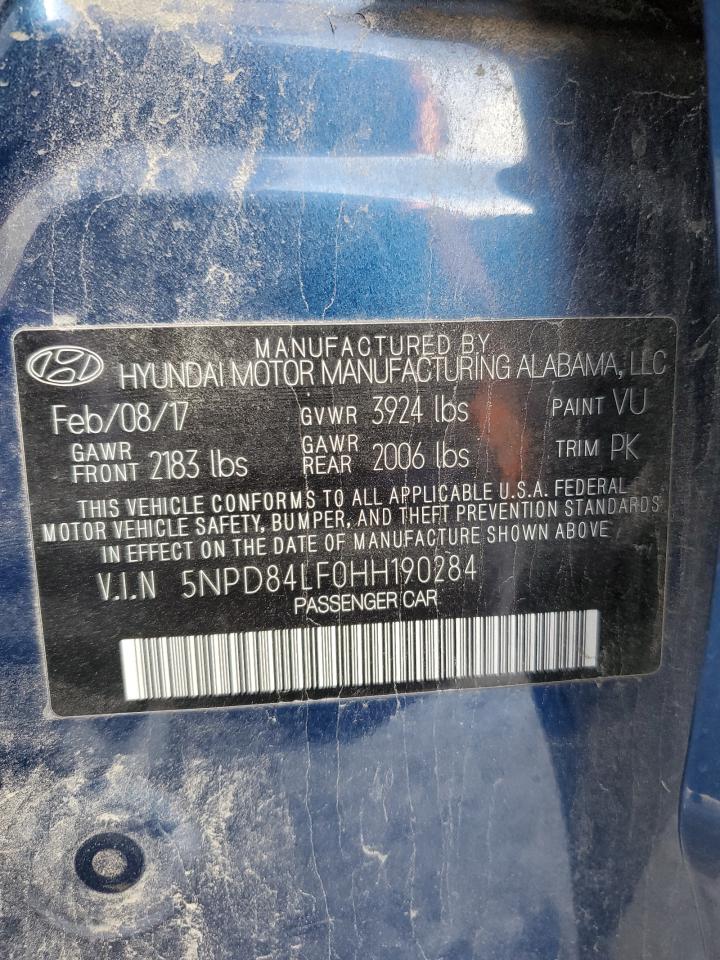 MANUFACTURED BY
HYUNDAI MOTOR MANUFACTURING ALABAMA, LLC
Feb/08/17 GVWR 3924 lbs PAINT VU
GAWR FRONT 2183 lbs GAWR REAR 2006 lbs TRIM PK
THIS VEHICLE CONFORMS TO ALL APPLICABLE U.S.A. FEDERAL
MOTOR VEHICLE SAFETY, BUMPER, AND THEFT PREVENTION STANDARDS
IN EFFECT ON THE DATE OF MANUFACTURE SHOWN ABOVE
V.I.N 5NPD84LF0HH190284
PASSENGER CAR